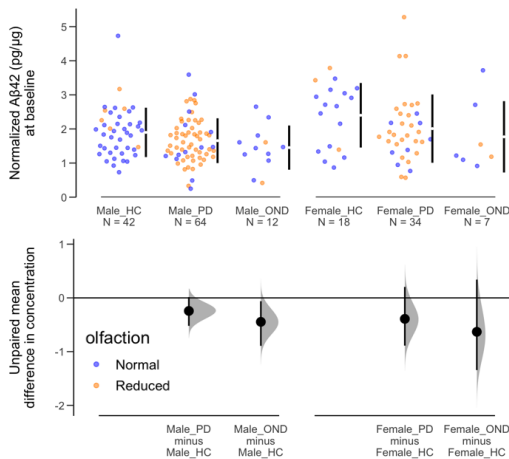 Normalized Aβ42 (pg/μg)
at baseline
5
4
3
2
1
0
Male_HC
N = 42
Male_PD
N = 64
Male_OND
N = 12
Female_HC
N = 18
Female_PD
N = 34
Female_OND
N = 7
Unpaired mean
difference in concentration
1
0
-1
-2
olfaction
Normal
Reduced
Male_PD
minus
Male_HC
Male_OND
minus
Male_HC
Female_PD
minus
Female_HC
Female_OND
minus
Female_HC